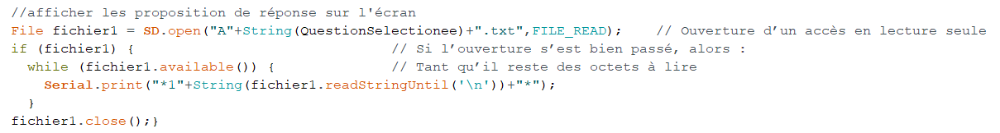 //afficher les proposition de réponse sur l'écran
File fichier1 = SD.open("A"+String(QuestionSelectionee)+".txt",FILE_READ);    // Ouverture d’un accès en lecture seule
if (fichier1) {                               // Si l’ouverture s’est bien passé, alors :
  while (fichier1.available()) {              // Tant qu’il reste des octets à lire
    Serial.print("*1"+String(fichier1.readStringUntil('\n'))+"*");
  }
fichier1.close();}